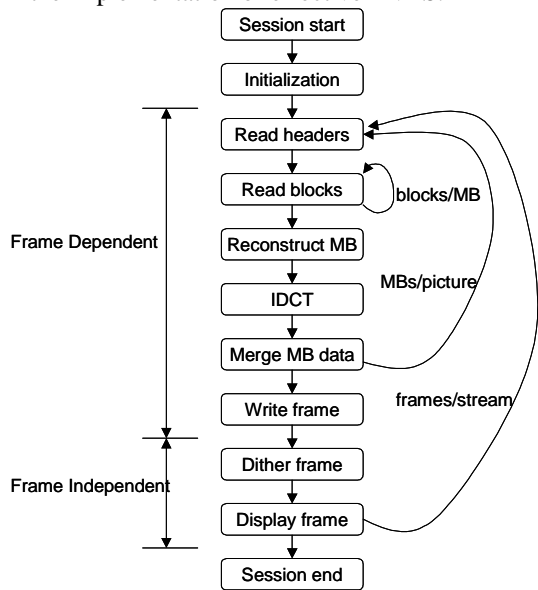 Session start
Initialization
Read headers
Read blocks
blocks/MB
Frame Dependent
Reconstruct MB
MBs/picture
IDCT
Merge MB data
frames/stream
Write frame
Dither frame
Frame Independent
Display frame
Session end